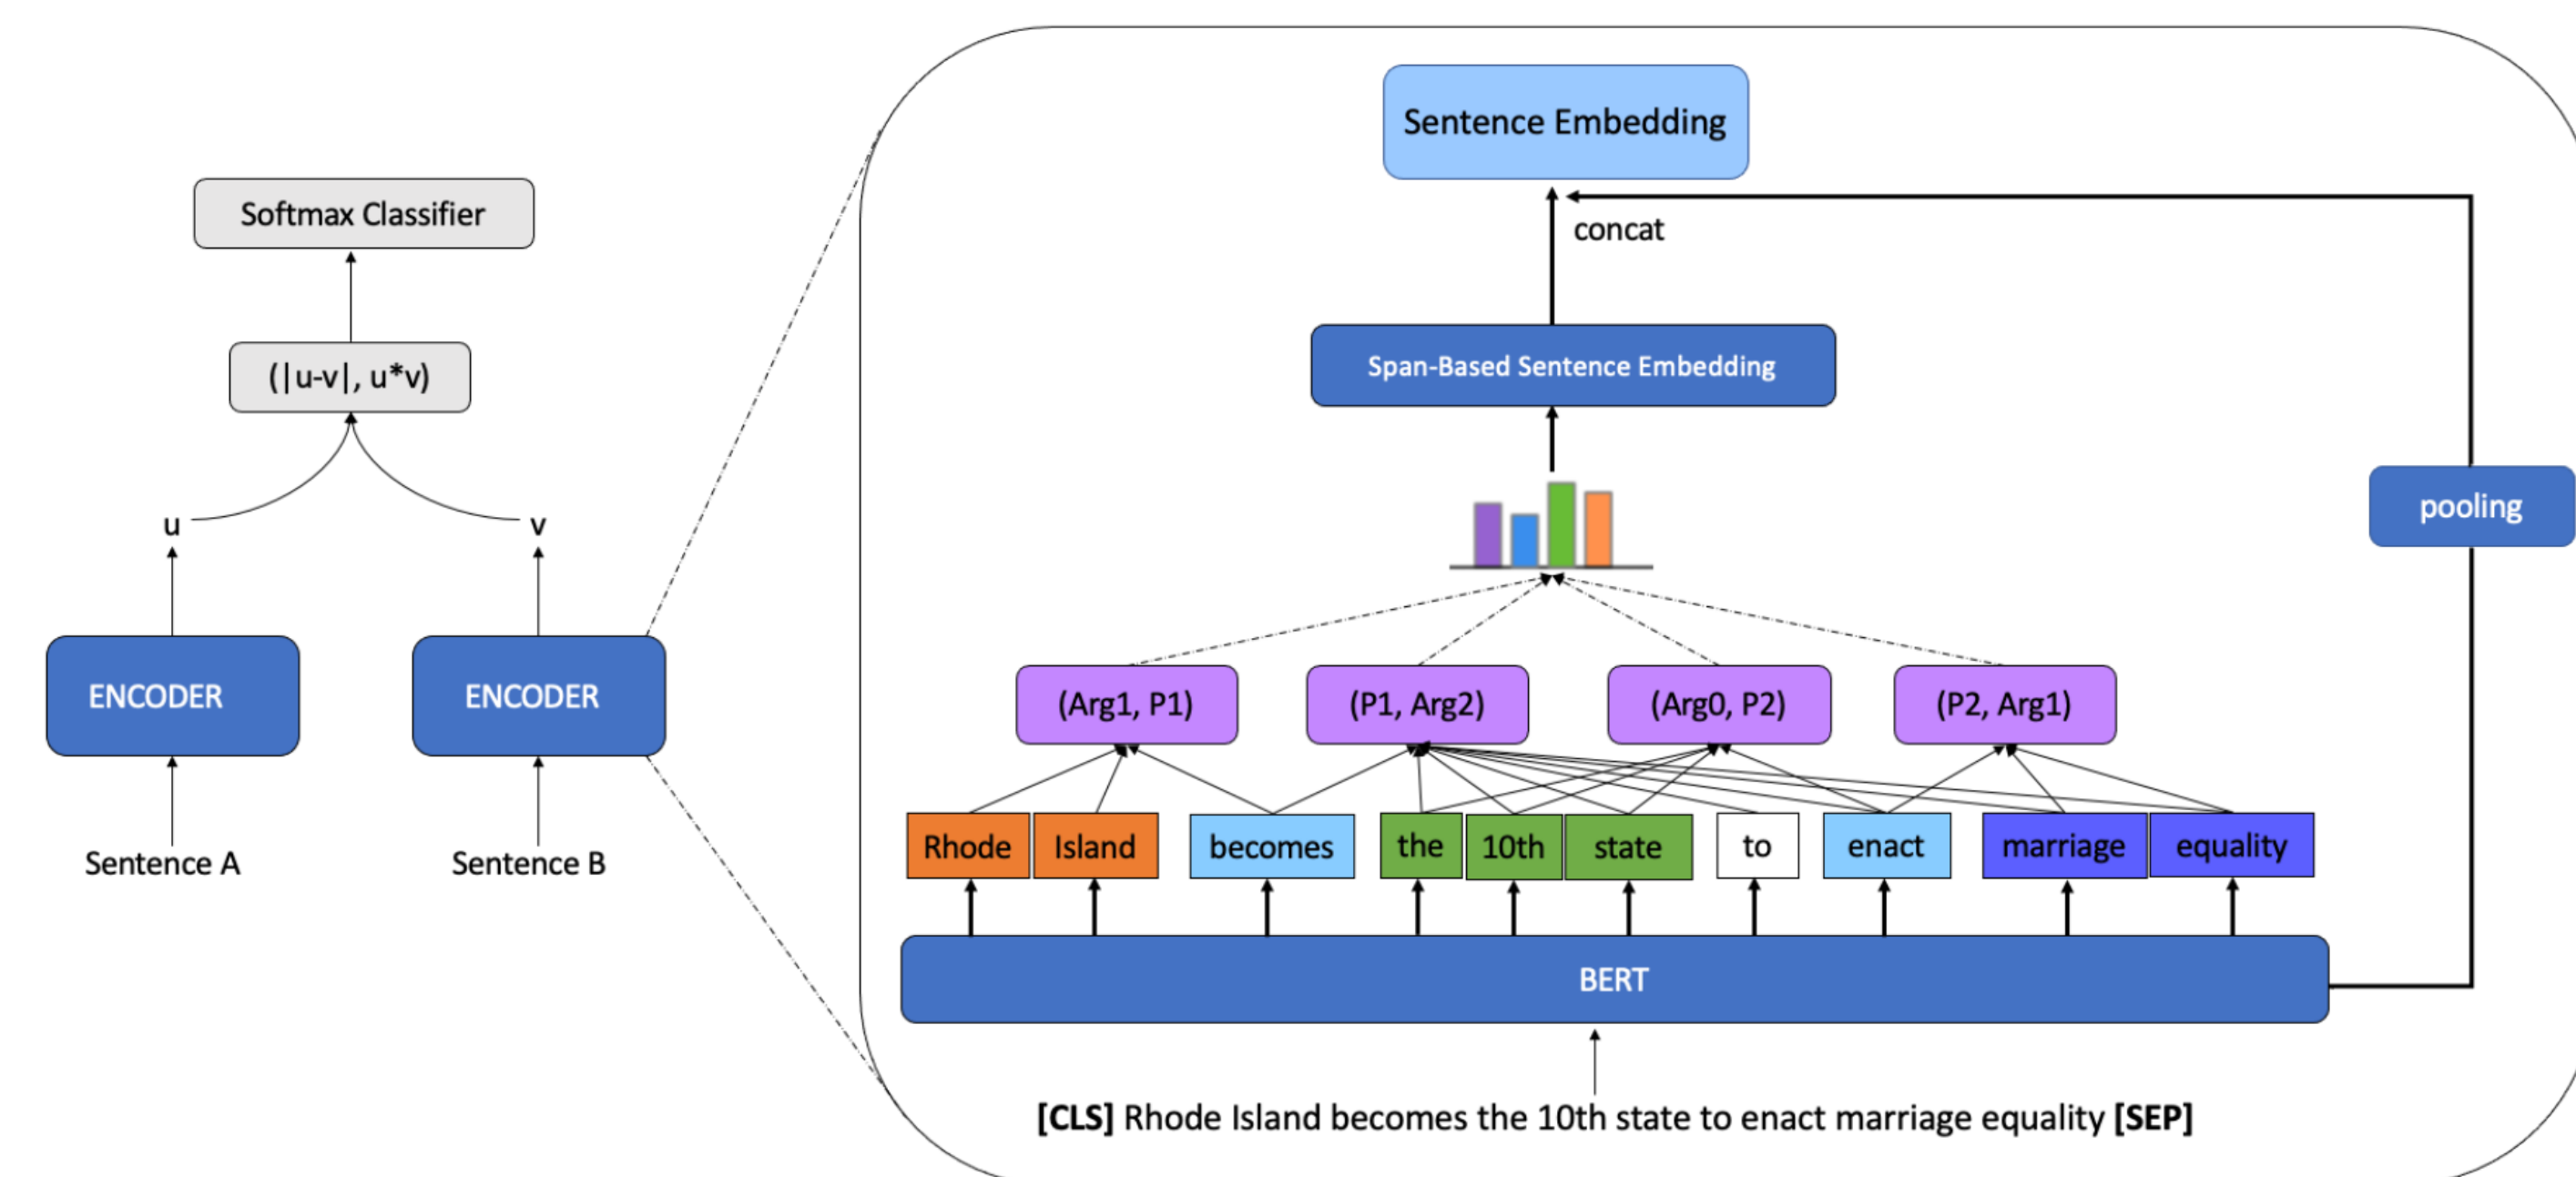 Softmax Classifier
(|u-v|, u*v)
u
v
ENCODER
ENCODER
Sentence A
Sentence B
Sentence Embedding
concat
Span-Based Sentence Embedding
pooling
(Arg1, P1)
(P1, Arg2)
(Arg0, P2)
(P2, Arg1)
Rhode Island becomes the 10th state to enact marriage equality
BERT
[CLS] Rhode Island becomes the 10th state to enact marriage equality [SEP]